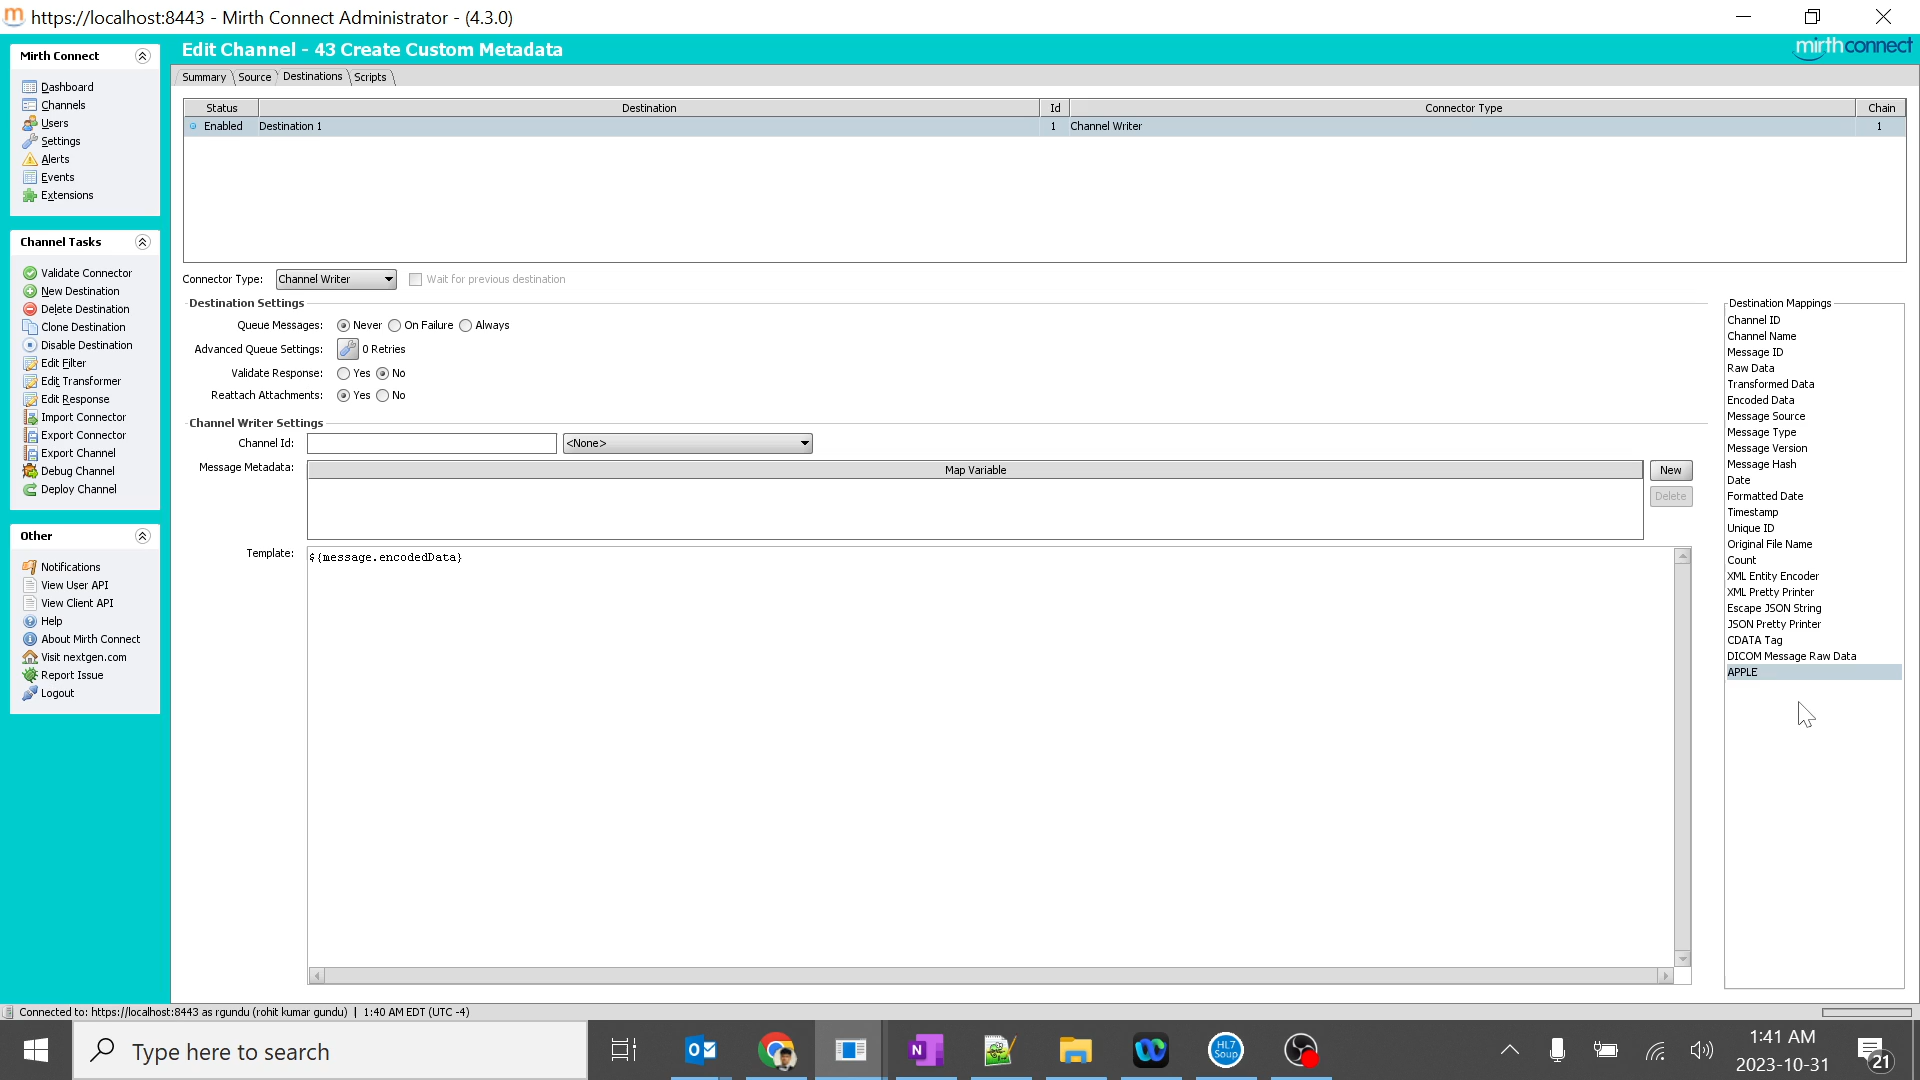 https://localhost:8443 - Mirth Connect Administrator - (4.3.0)
Mirth Connect
Dashboard
Channels
Users
Settings
Alerts
Events
Extensions
Channel Tasks
Validate Connector
New Destination
Delete Destination
Clone Destination
Disable Destination
Edit Filter
Edit Transformer
Edit Response
Import Connector
Export Connector
Export Channel
Debug Channel
Deploy Channel
Other
Notifications
View User API
View Client API
Help
About Mirth Connect
Visit nextgen.com
Report Issue
Logout
Edit Channel - 43 Create Custom Metadata
mirthconnect
Summary Source Destinations Scripts
Status Destination Id Connector Type Chain
Enabled Destination 1 1 Channel Writer 1
Connector Type: Channel Writer Wait for previous destination
Destination Settings
Queue Messages: Never On Failure Always
Advanced Queue Settings: 0 Retries
Validate Response: Yes No
Reattach Attachments: Yes No
Channel Writer Settings
Channel Id: <None>
Message Metadata: Map Variable New
Delete
Template: ${message.encodedData}
Destination Mappings
Channel ID
Channel Name
Message ID
Raw Data
Transformed Data
Encoded Data
Message Source
Message Type
Message Version
Message Hash
Date
Formatted Date
Timestamp
Unique ID
Original File Name
Count
XML Entity Encoder
XML Pretty Printer
Escape JSON String
JSON Pretty Printer
CDATA Tag
DICOM Message Raw Data
APPLE
Connected to: https://localhost:8443 as rgundu (rohit kumar gundu) | 1:40 AM EDT (UTC -4)
Type here to search
HL7
Soup
1:41 AM
2023-10-31
21